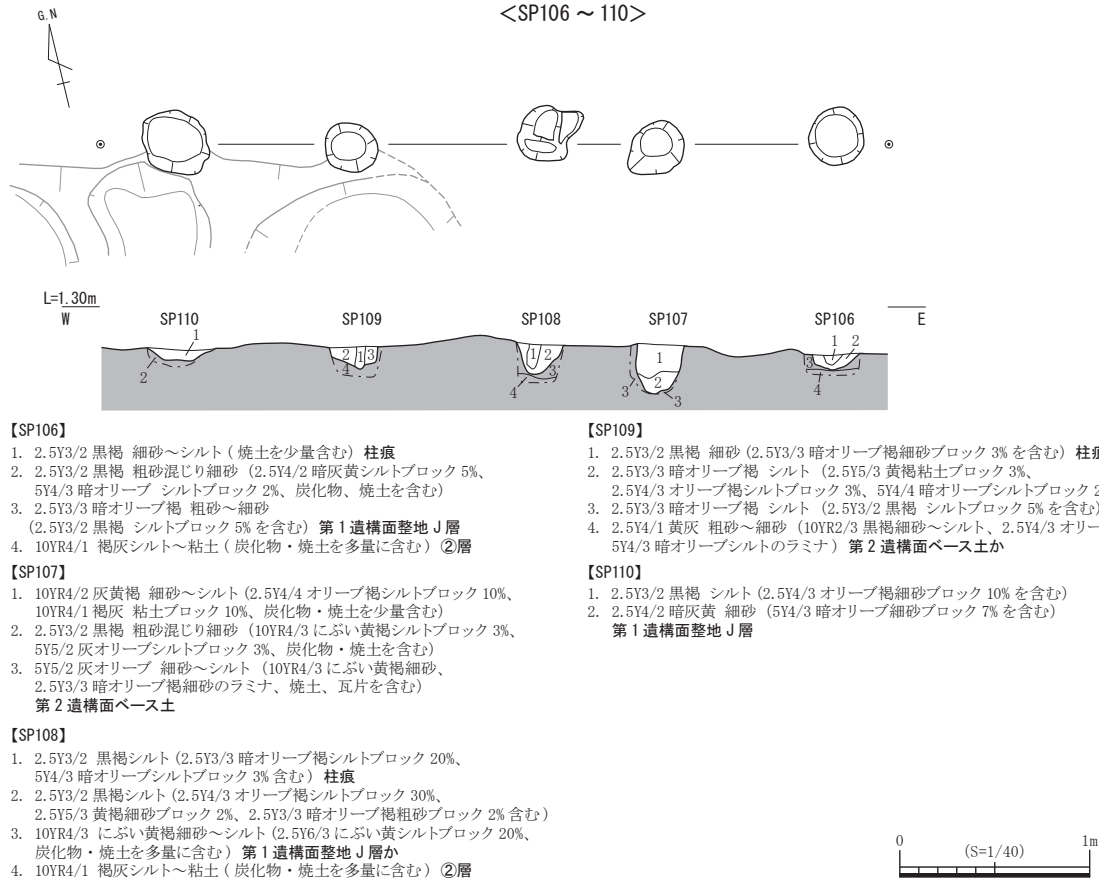 <SP106 ~ 110>
G.N
L=1.30m
W SP110 SP109 SP108 SP107 SP106 E
1
2
2 1 3
4
1 2
3
4
1
2
3 3
1 2
3
4
【SP106】
1. 2.5Y3/2 黒褐 細砂～シルト ( 焼土を少量含む) 柱痕
2. 2.5Y3/2 黒褐 粗砂混じり細砂 (2.5Y4/2 暗灰黄シルトブロック 5%、
5Y4/3 暗オリーブ シルトブロック 2%、炭化物、焼土を含む)
3. 2.5Y3/3 暗オリーブ褐 粗砂～細砂
(2.5Y3/2 黒褐 シルトブロック 5% を含む) 第 1 遺構面整地 J 層
4. 10YR4/1 褐灰シルト～粘土 ( 炭化物・焼土を多量に含む) ②層
【SP107】
1. 10YR4/2 灰黄褐 細砂～シルト (2.5Y4/4 オリーブ褐シルトブロック 10%、
10YR4/1 褐灰 粘土ブロック 10%、炭化物・焼土を少量含む)
2. 2.5Y3/2 黒褐 粗砂混じり細砂 (10YR4/3 にぶい黄褐シルトブロック 3%、
5Y5/2 灰オリーブシルトブロック 3%、炭化物・焼土を含む)
3. 5Y5/2 灰オリーブ 細砂～シルト (10YR4/3 にぶい黄褐細砂、
2.5Y3/3 暗オリーブ褐細砂のラミナ、焼土、瓦片を含む)
第 2 遺構面ベース土
【SP108】
1. 2.5Y3/2 黒褐シルト (2.5Y3/3 暗オリーブ褐シルトブロック 20%、
5Y4/3 暗オリーブシルトブロック 3% 含む) 柱痕
2. 2.5Y3/2 黒褐シルト (2.5Y4/3 オリーブ褐シルトブロック 30%、
2.5Y5/3 黄褐細砂ブロック 2%、2.5Y3/3 暗オリーブ褐粗砂ブロック 2% 含む)
3. 10YR4/3 にぶい黄褐細砂～シルト (2.5Y6/3 にぶい黄シルトブロック 20%、
炭化物・焼土を多量に含む) 第 1 遺構面整地 J 層か
4. 10YR4/1 褐灰シルト～粘土 ( 炭化物・焼土を多量に含む) ②層
【SP109】
1. 2.5Y3/2 黒褐 細砂 (2.5Y3/3 暗オリーブ褐細砂ブロック 3% を含む) 柱痕
2. 2.5Y3/3 暗オリーブ褐 シルト (2.5Y5/3 黄褐粘土ブロック 3%、
2.5Y4/3 オリーブ褐シルトブロック 3%、5Y4/4 暗オリーブシルトブロック 2
3. 2.5Y3/3 暗オリーブ褐 シルト (2.5Y3/2 黒褐 シルトブロック 5% を含む)
4. 2.5Y4/1 黄灰 粗砂～細砂 (10YR2/3 黒褐細砂～シルト、2.5Y4/3 オリー
5Y4/3 暗オリーブシルトのラミナ) 第 2 遺構面ベース土か
【SP110】
1. 2.5Y3/2 黒褐 シルト (2.5Y4/3 オリーブ褐細砂ブロック 10% を含む)
2. 2.5Y4/2 暗灰黄 細砂 (5Y4/3 暗オリーブ細砂ブロック 7% を含む)
第 1 遺構面整地 J 層
0 (S=1/40) 1m